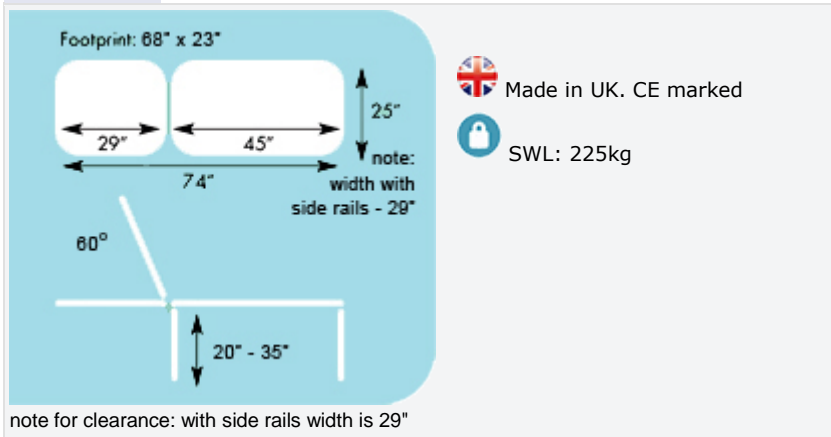 Footprint: 68" x 23"
29"
45"
25"
74"
note:
width with
side rails - 29"
60°
20" - 35"
Made in UK. CE marked
SWL: 225kg
note for clearance: with side rails width is 29"